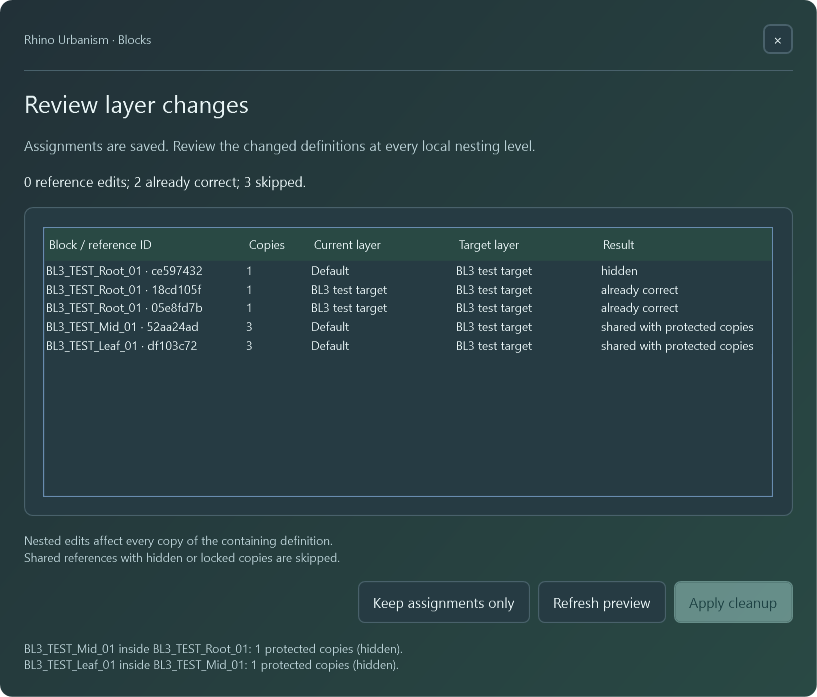 Rhino Urbanism · Blocks
×
Review layer changes
Assignments are saved. Review the changed definitions at every local nesting level.
0 reference edits; 2 already correct; 3 skipped.
Block / reference ID Copies Current layer Target layer Result
BL3_TEST_Root_01 · ce597432 1 Default BL3 test target hidden
BL3_TEST_Root_01 · 18cd105f 1 BL3 test target BL3 test target already correct
BL3_TEST_Root_01 · 05e8fd7b 1 BL3 test target BL3 test target already correct
BL3_TEST_Mid_01 · 52aa24ad 3 Default BL3 test target shared with protected copies
BL3_TEST_Leaf_01 · df103c72 3 Default BL3 test target shared with protected copies
Nested edits affect every copy of the containing definition.
Shared references with hidden or locked copies are skipped.
Keep assignments only Refresh preview Apply cleanup
BL3_TEST_Mid_01 inside BL3_TEST_Root_01: 1 protected copies (hidden).
BL3_TEST_Leaf_01 inside BL3_TEST_Mid_01: 1 protected copies (hidden).